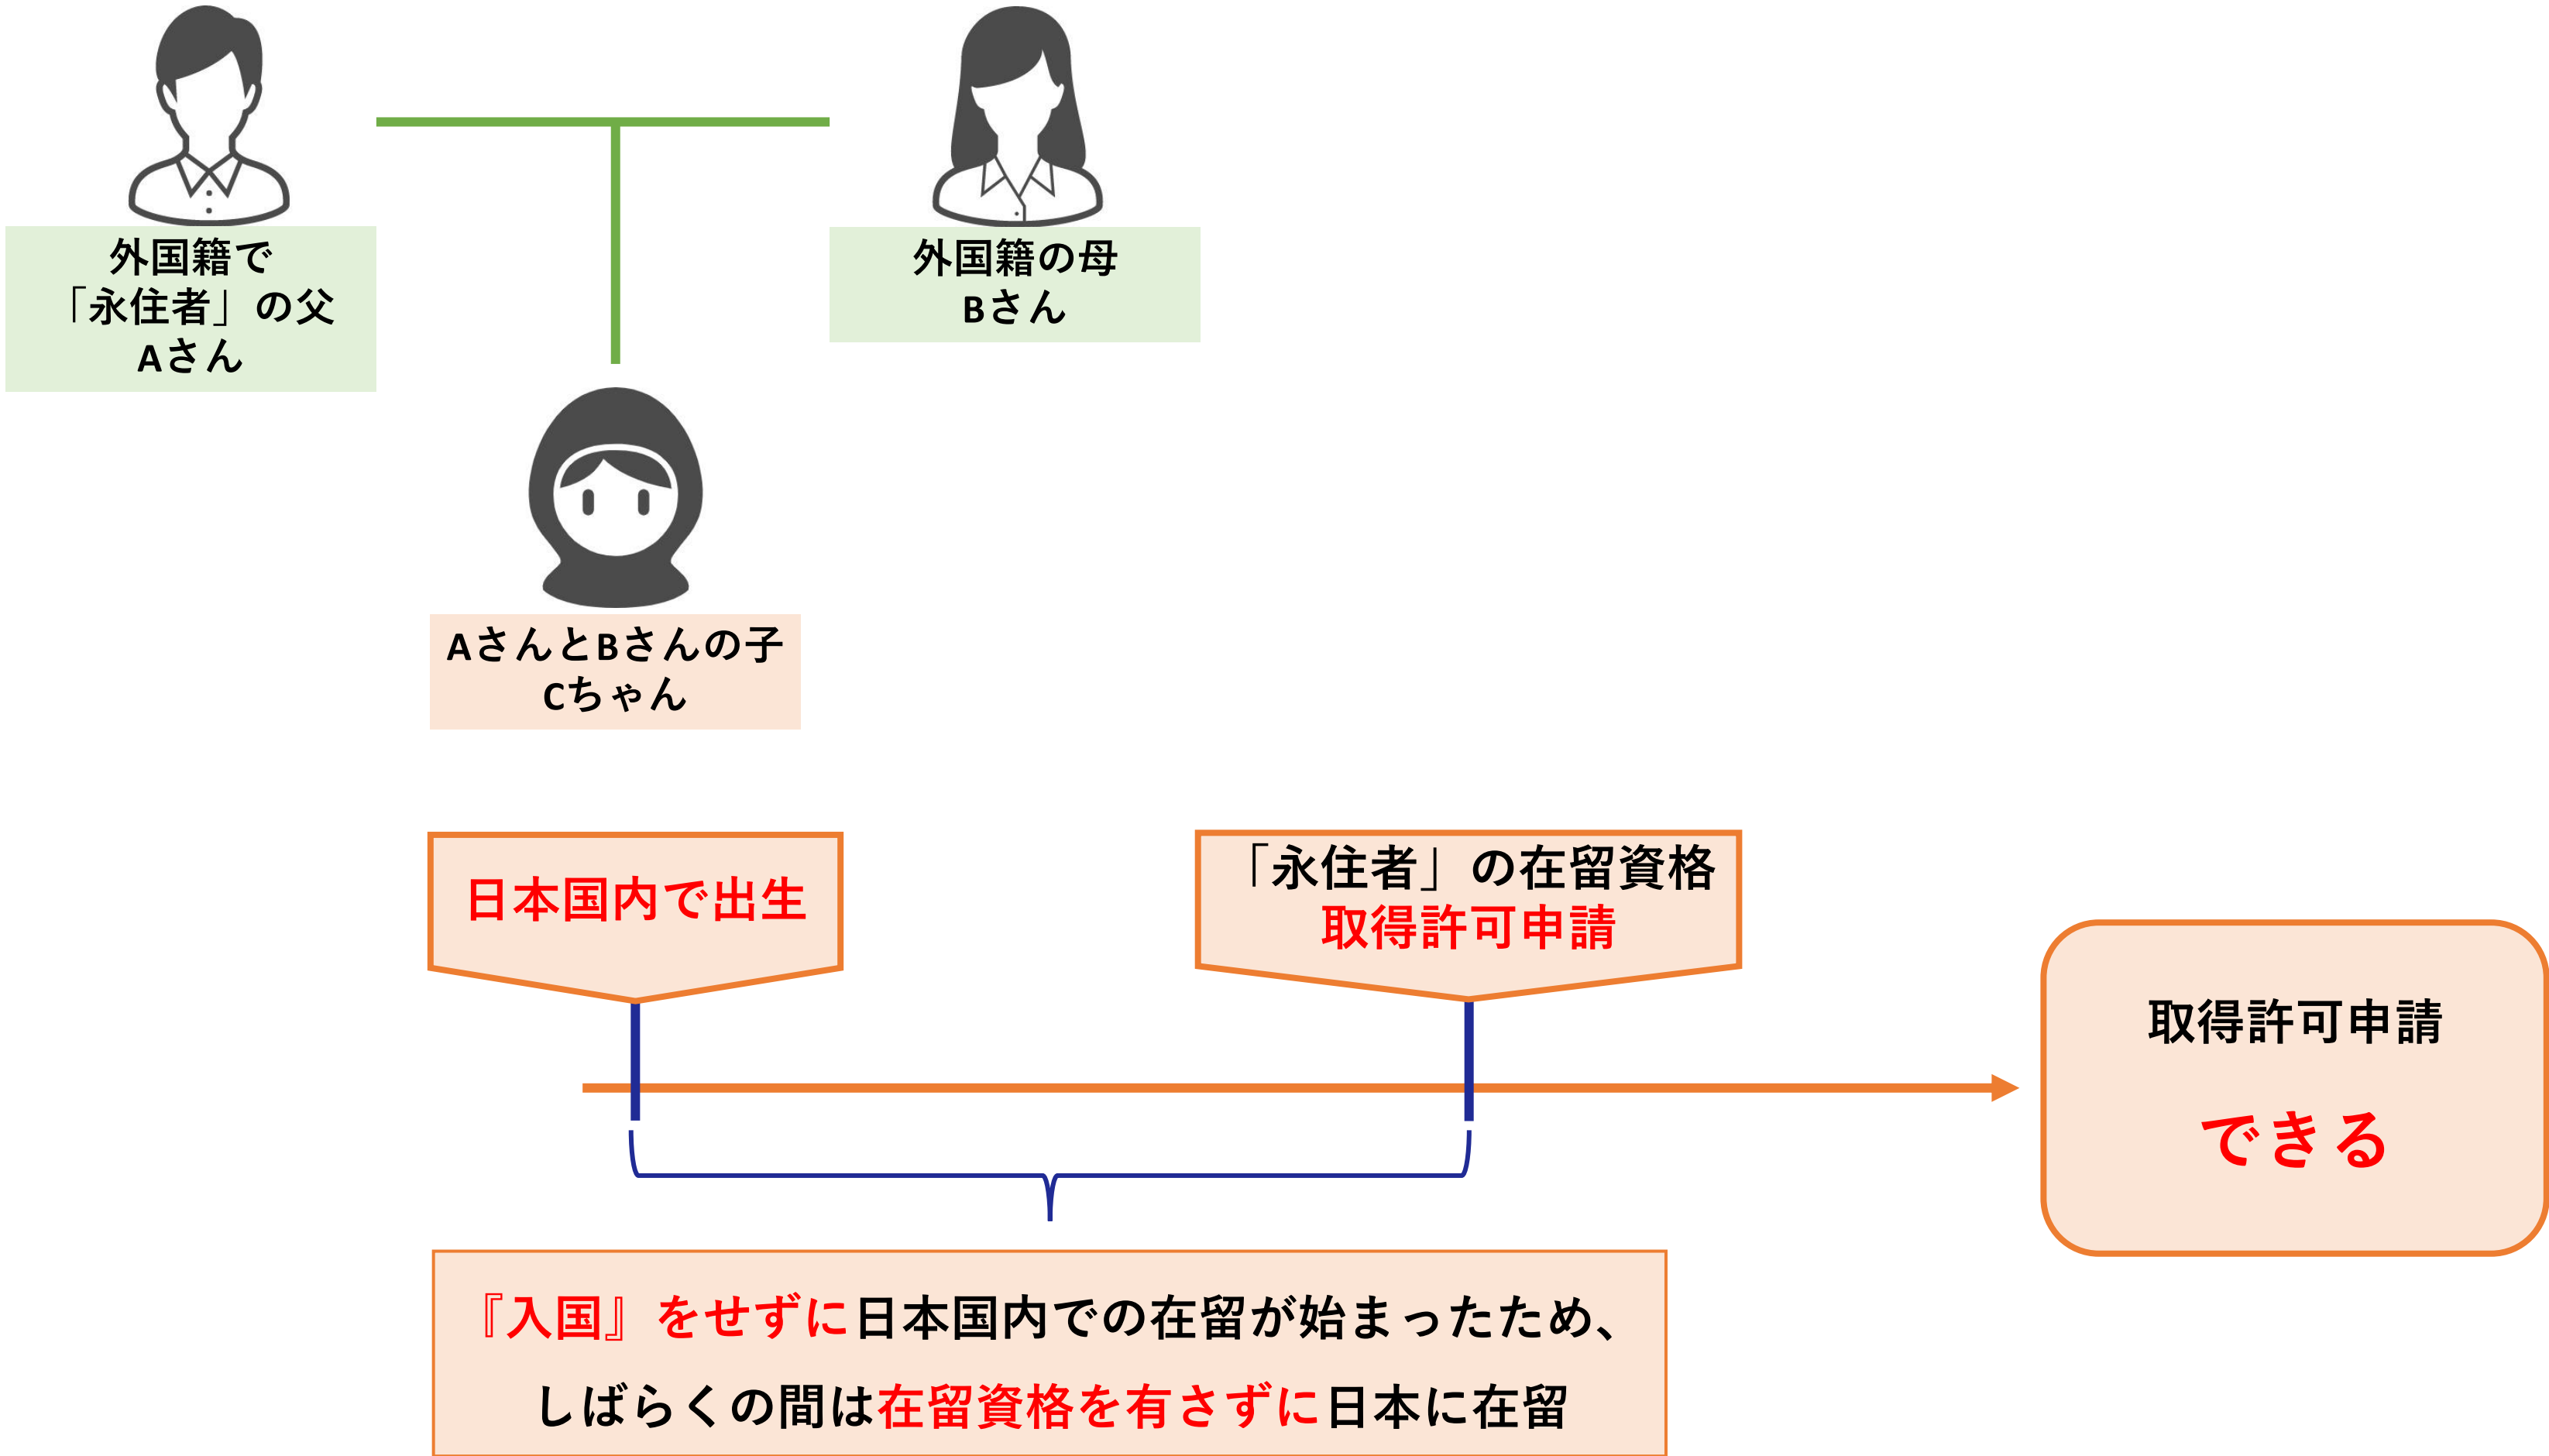 外国籍で
「永住者」の父
Aさん
外国籍の母
Bさん
AさんとBさんの子
Cちゃん
日本国内で出生
「永住者」の在留資格
取得許可申請
取得許可申請
できる
『入国』をせずに日本国内での在留が始まったため、
しばらくの間は在留資格を有さずに日本に在留